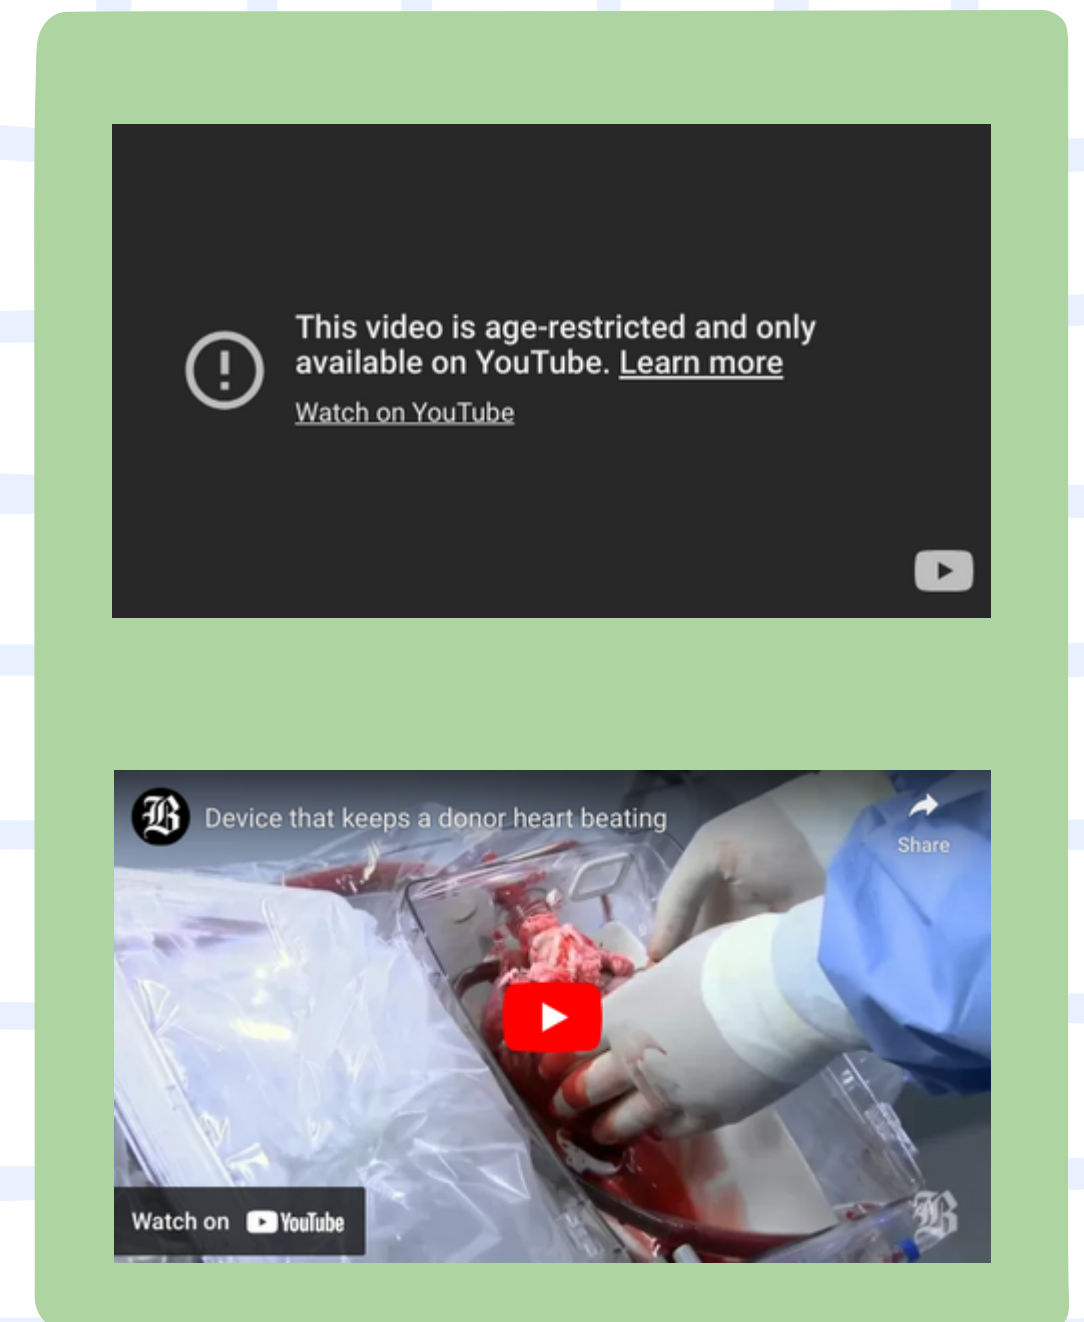 This video is age-restricted and only
available on YouTube. Learn more
Watch on YouTube
B
Device that keeps a donor heart beating
Share
Watch on YouTube
B